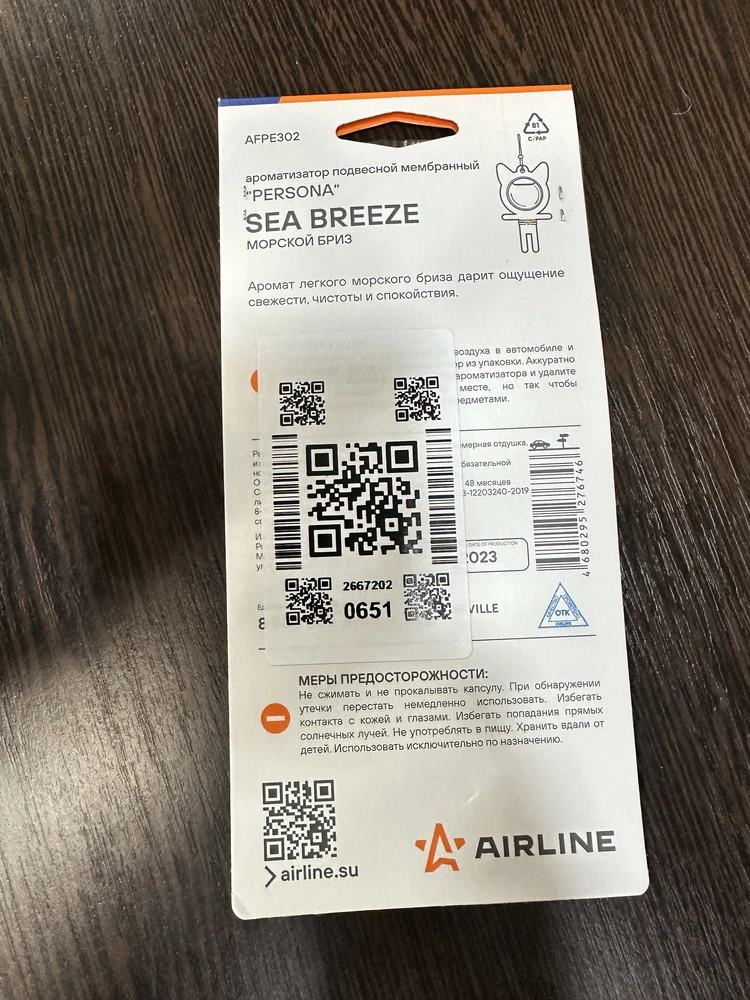 AFPE302
81
C/PAP
ароматизатор подвесной мембранный
"PERSONA"
SEA BREEZE
МОРСКОЙ БРИЗ
Аромат легкого морского бриза дарит ощущение
свежести, чистоты и спокойствия.
воздуха в автомобиле и
из упаковки. Аккуратно
ароматизатора и удалите
месте, но так чтобы
отдушка,
48 месяцев
-12203240-2019
DATE OF PRODUCTION
2023
4 680295 276746
2667202
0651
VILLE
ОТК
AIRLINE
МЕРЫ ПРЕДОСТОРОЖНОСТИ:
Не сжимать и не прокалывать капсулу. При обнаружении
утечки перестать немедленно использовать. Избегать
контакта с кожей и глазами. Избегать попадания прямых
солнечных лучей. Не употреблять в пищу. Хранить вдали от
детей. Использовать исключительно по назначению.
airline.su
AIRLINE